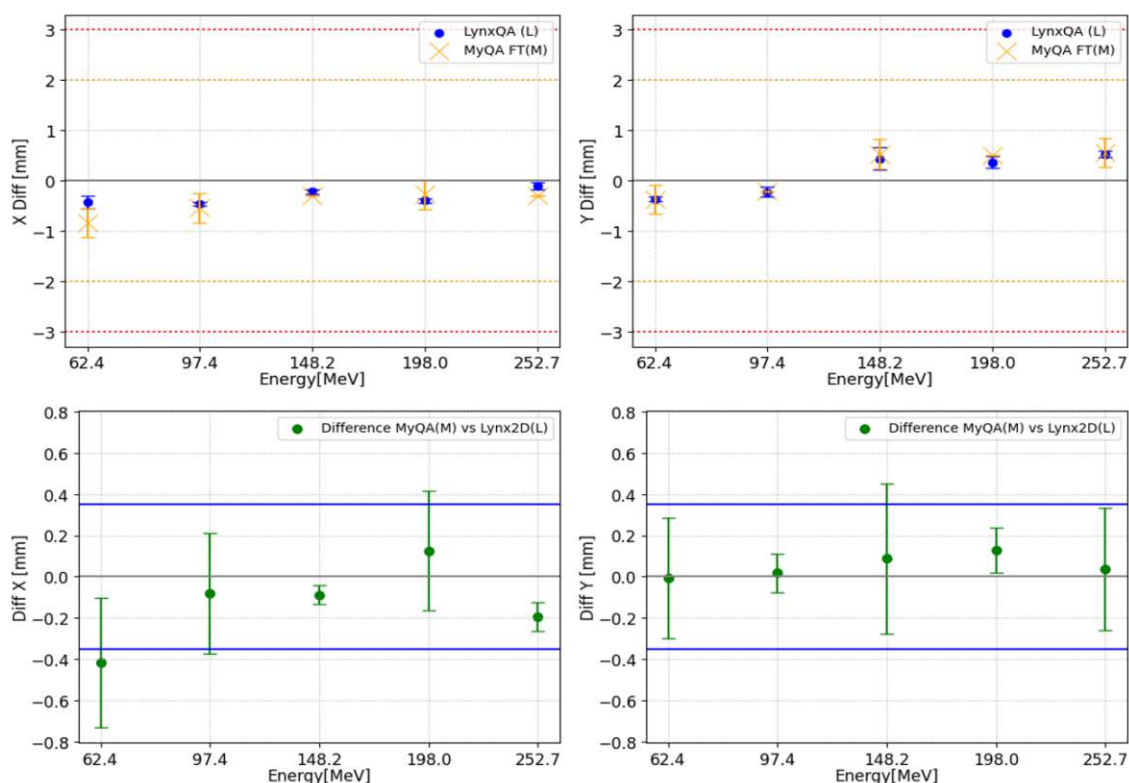 LynxQA (L)
MyQA FT(M)
X Diff [mm]
3
2
1
0
−1
−2
−3
62.4 97.4 148.2 198.0 252.7
Energy[MeV]
LynxQA (L)
MyQA FT(M)
Y Diff [mm]
3
2
1
0
−1
−2
−3
62.4 97.4 148.2 198.0 252.7
Energy[MeV]
Difference MyQA(M) vs Lynx2D(L)
Diff X [mm]
0.8
0.6
0.4
0.2
0.0
−0.2
−0.4
−0.6
−0.8
62.4 97.4 148.2 198.0 252.7
Energy[MeV]
Difference MyQA(M) vs Lynx2D(L)
Diff Y [mm]
0.8
0.6
0.4
0.2
0.0
−0.2
−0.4
−0.6
−0.8
62.4 97.4 148.2 198.0 252.7
Energy[MeV]